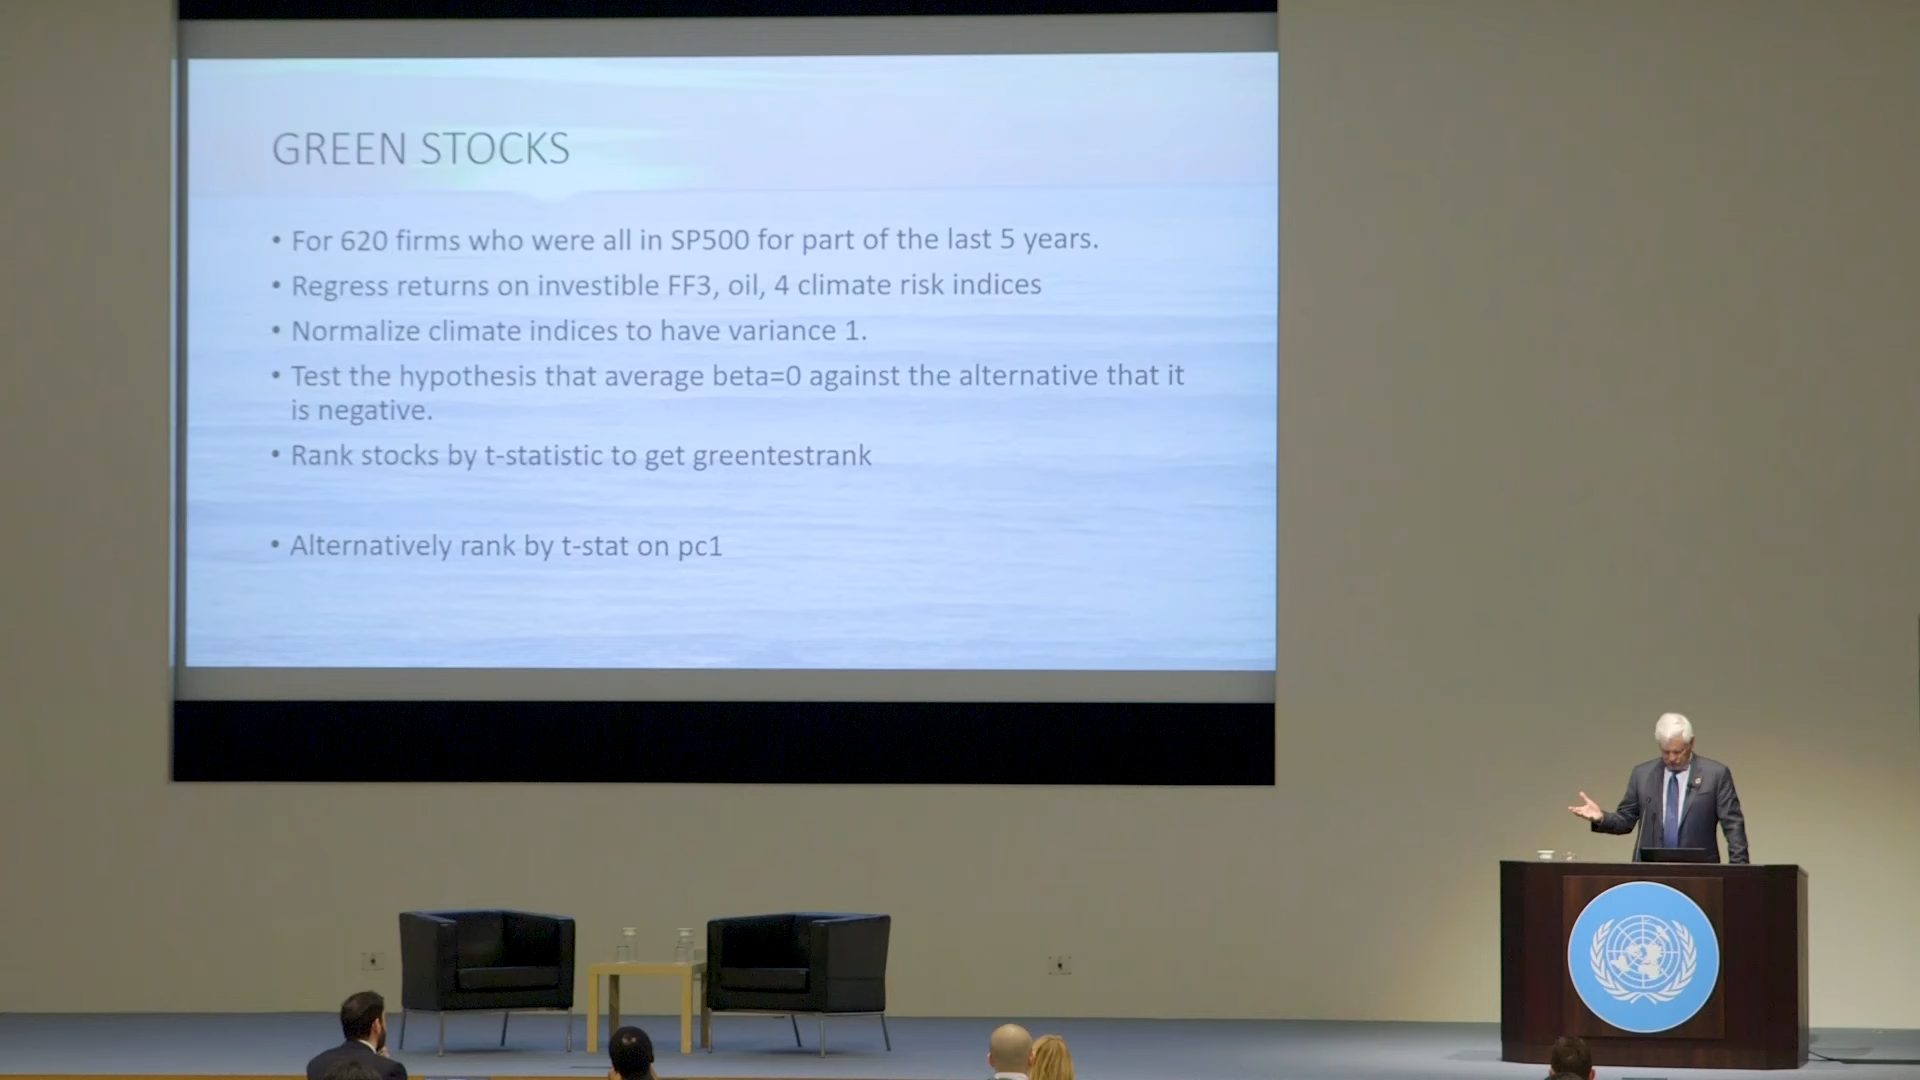 GREEN STOCKS
• For 620 firms who were all in SP500 for part of the last 5 years.
• Regress returns on investible FF3, oil, 4 climate risk indices
• Normalize climate indices to have variance 1.
• Test the hypothesis that average beta=0 against the alternative that it
is negative.
• Rank stocks by t-statistic to get greentestrank
• Alternatively rank by t-stat on pc1